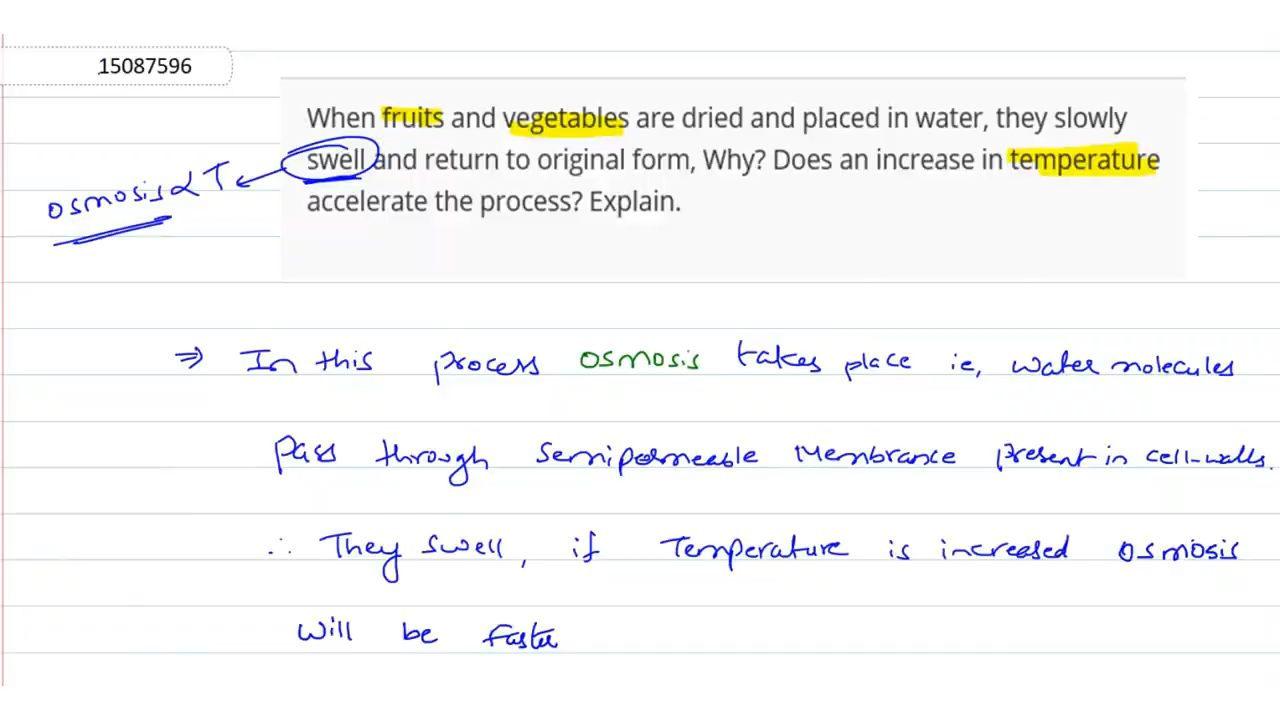 15087596
When fruits and vegetables are dried and placed in water, they slowly
swell and return to original form, Why? Does an increase in temperature
accelerate the process? Explain.
osmosis ∝ T
⇒ In this process osmosis takes place ie, water molecules
Pass through Semipermeable Membrance present in cell-walls.
∴ They swell, if Temperature is increased osmosis
will be faster